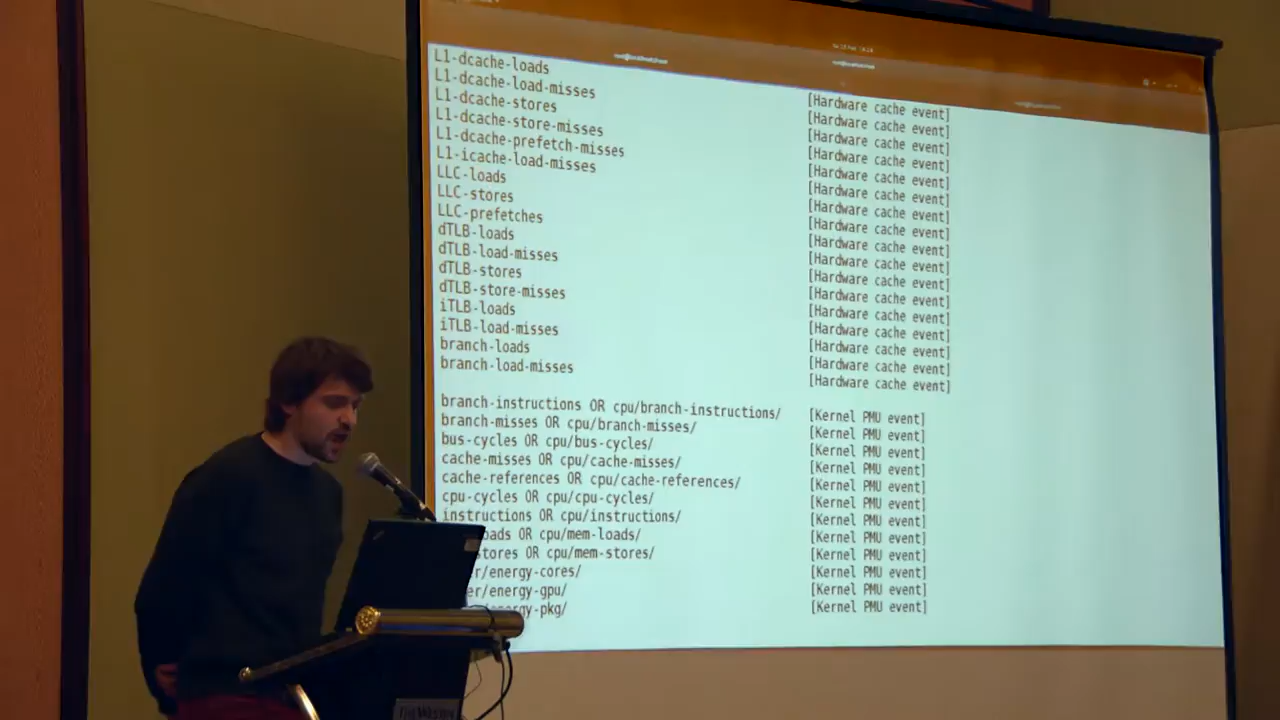 L1-dcache-loads [Hardware cache event]
L1-dcache-load-misses [Hardware cache event]
L1-dcache-stores [Hardware cache event]
L1-dcache-store-misses [Hardware cache event]
L1-dcache-prefetch-misses [Hardware cache event]
L1-icache-load-misses [Hardware cache event]
LLC-loads [Hardware cache event]
LLC-stores [Hardware cache event]
LLC-prefetches [Hardware cache event]
dTLB-loads [Hardware cache event]
dTLB-load-misses [Hardware cache event]
dTLB-stores [Hardware cache event]
dTLB-store-misses [Hardware cache event]
iTLB-loads [Hardware cache event]
iTLB-load-misses [Hardware cache event]
branch-loads [Hardware cache event]
branch-load-misses [Hardware cache event]
branch-instructions OR cpu/branch-instructions/ [Kernel PMU event]
branch-misses OR cpu/branch-misses/ [Kernel PMU event]
bus-cycles OR cpu/bus-cycles/ [Kernel PMU event]
cache-misses OR cpu/cache-misses/ [Kernel PMU event]
cache-references OR cpu/cache-references/ [Kernel PMU event]
cpu-cycles OR cpu/cpu-cycles/ [Kernel PMU event]
instructions OR cpu/instructions/ [Kernel PMU event]
oads OR cpu/mem-loads/ [Kernel PMU event]
stores OR cpu/mem-stores/ [Kernel PMU event]
er/energy-cores/ [Kernel PMU event]
er/energy-gpu/ [Kernel PMU event]
energy-pkg/ [Kernel PMU event]